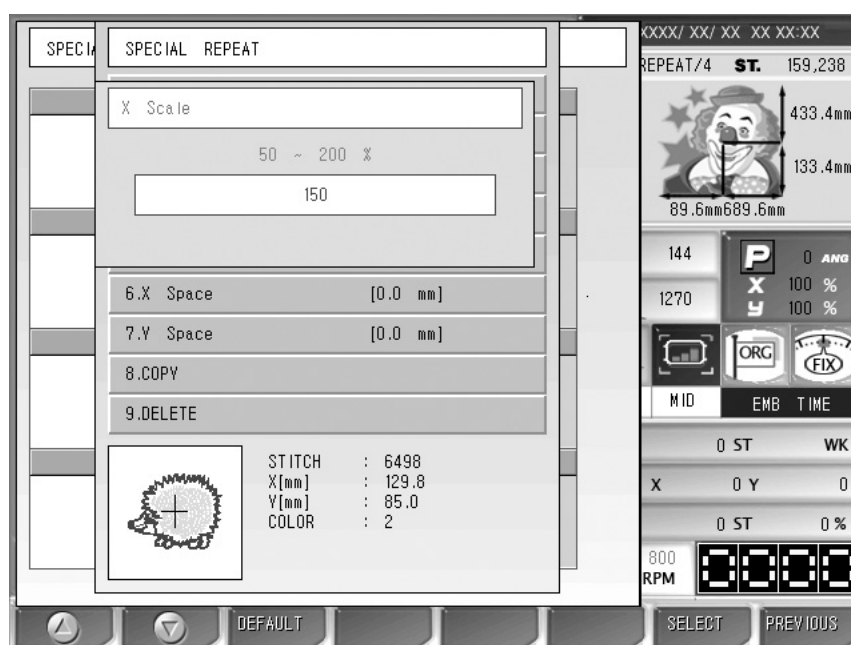 SPECIA
SPECIAL REPEAT
X Scale
50 ~ 200 %
150
6.X Space [0.0 mm]
7.Y Space [0.0 mm]
8.COPY
9.DELETE
STITCH : 6498
X[mm] : 129.8
Y[mm] : 85.0
COLOR : 2
XXXX/ XX/ XX XX XX:XX
REPEAT/4 ST. 159,238
433.4mm
133.4mm
89.6mm689.6mm
144
P 0 ANG
1270
X 100 %
Y 100 %
ORG
FIX
MID
EMB TIME
0 ST WK
X 0 Y 0
0 ST 0 %
800
RPM
DEFAULT
SELECT
PREVIOUS